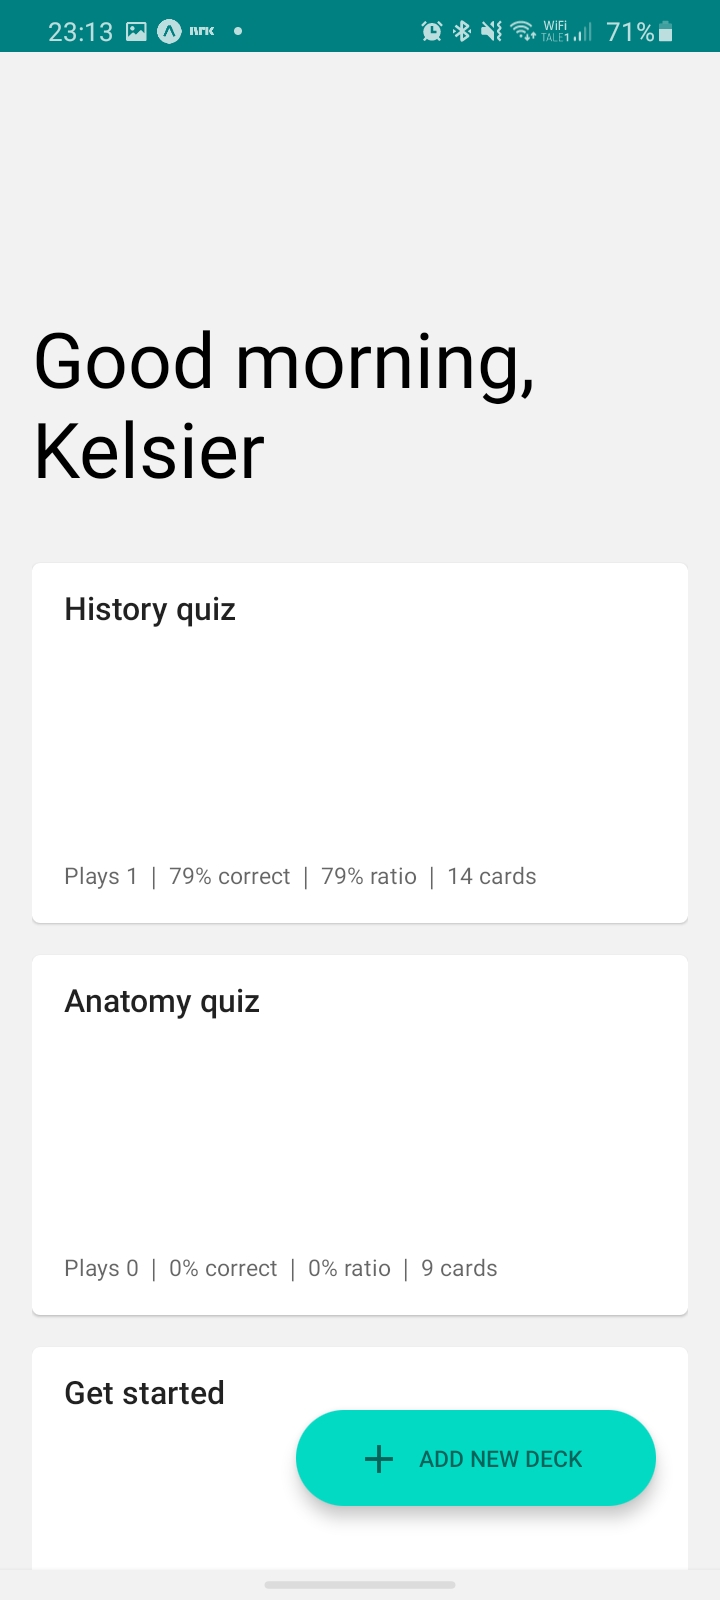 23:13 NRK WiFi TALE1 71%
Good morning,
Kelsier
History quiz
Plays 1 | 79% correct | 79% ratio | 14 cards
Anatomy quiz
Plays 0 | 0% correct | 0% ratio | 9 cards
Get started
+ ADD NEW DECK